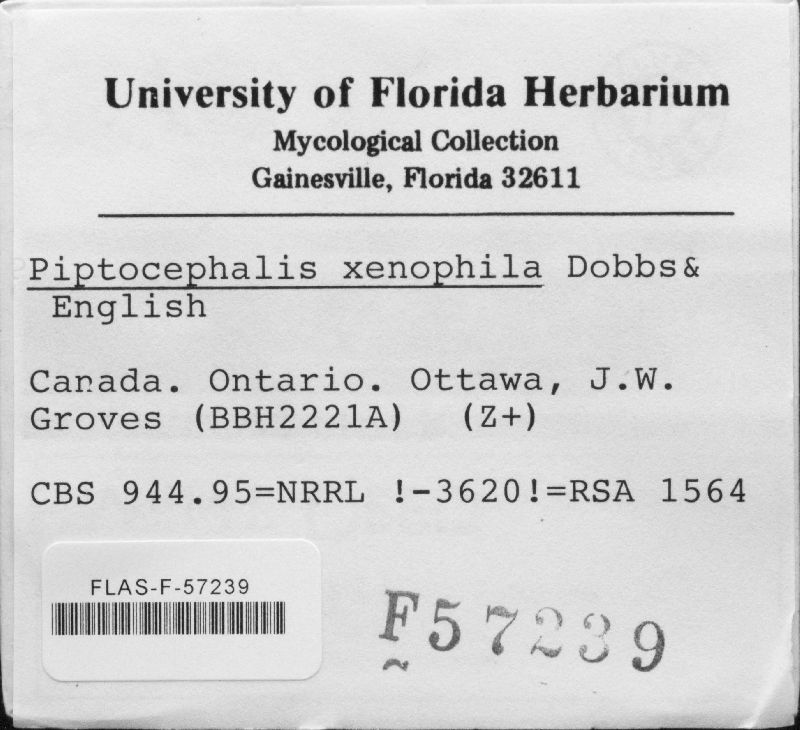 University of Florida Herbarium
Mycological Collection
Gainesville, Florida 32611
Piptocephalis xenophila Dobbs&
English
Canada. Ontario. Ottawa, J.W.
Groves (BBH2221A) (Z+)
CBS 944.95=NRRL !-3620!=RSA 1564
FLAS-F-57239
F57239